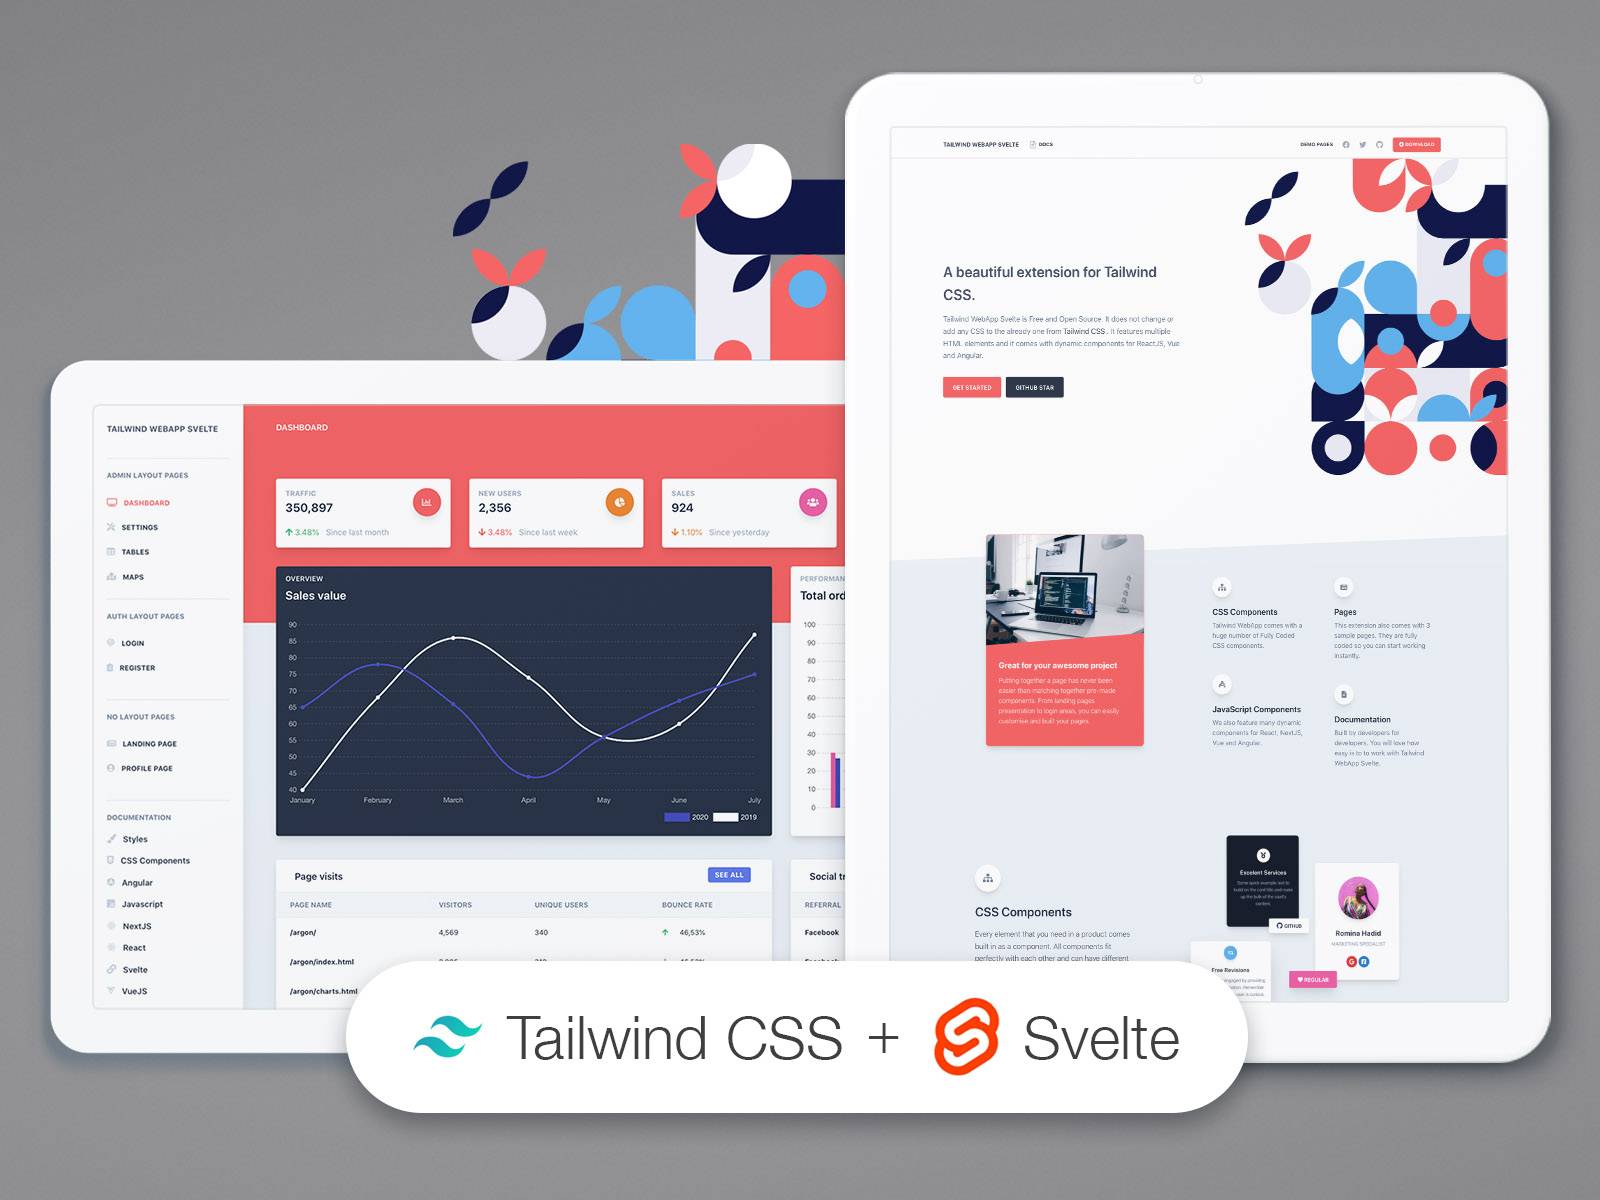 TAILWIND WEBAPP SVELTE
DOCS
DEMO PAGES
DOWNLOAD
A beautiful extension for Tailwind
CSS.
Tailwind WebApp Svelte is Free and Open Source. It does not change or
add any CSS to the already one from Tailwind CSS . It features multiple
HTML elements and it comes with dynamic components for ReactJS, Vue
and Angular.
GET STARTED
GITHUB STAR
Great for your awesome project
Putting together a page has never been
easier than matching together pre-made
components. From landing pages
presentation to login areas, you can easily
customise and built your pages.
CSS Components
Tailwind WebApp comes with a
huge number of Fully Coded
CSS components.
Pages
This extension also comes with 3
sample pages. They are fully
coded so you can start working
instantly.
JavaScript Components
We also feature many dynamic
components for React, NextJS,
Vue and Angular.
Documentation
Built by developers for
developers. You will love how
easy is to to work with Tailwind
WebApp Svelte.
CSS Components
Every element that you need in a product comes
built in as a component. All components fit
perfectly with each other and can have different
Excelent Services
GITHUB
Romina Hadid
MARKETING SPECIALIST
Free Revisions
REGULAR
TAILWIND WEBAPP SVELTE
ADMIN LAYOUT PAGES
DASHBOARD
SETTINGS
TABLES
MAPS
AUTH LAYOUT PAGES
LOGIN
REGISTER
NO LAYOUT PAGES
LANDING PAGE
PROFILE PAGE
DOCUMENTATION
Styles
CSS Components
Angular
Javascript
NextJS
React
Svelte
VueJS
DASHBOARD
TRAFFIC
350,897
3.48% Since last month
NEW USERS
2,356
3.48% Since last week
SALES
924
1.10% Since yesterday
OVERVIEW
Sales value
90
85
80
75
70
65
60
55
50
45
40
January February March April May June July
2020 2019
PERFORMAN
Total ord
100
90
80
70
60
50
40
30
20
10
0
Page visits
SEE ALL
PAGE NAME VISITORS UNIQUE USERS BOUNCE RATE
/argon/ 4,569 340 46,53%
/argon/index.html
/argon/charts.html
Social tr
REFERRAL
Facebook
Tailwind CSS + Svelte